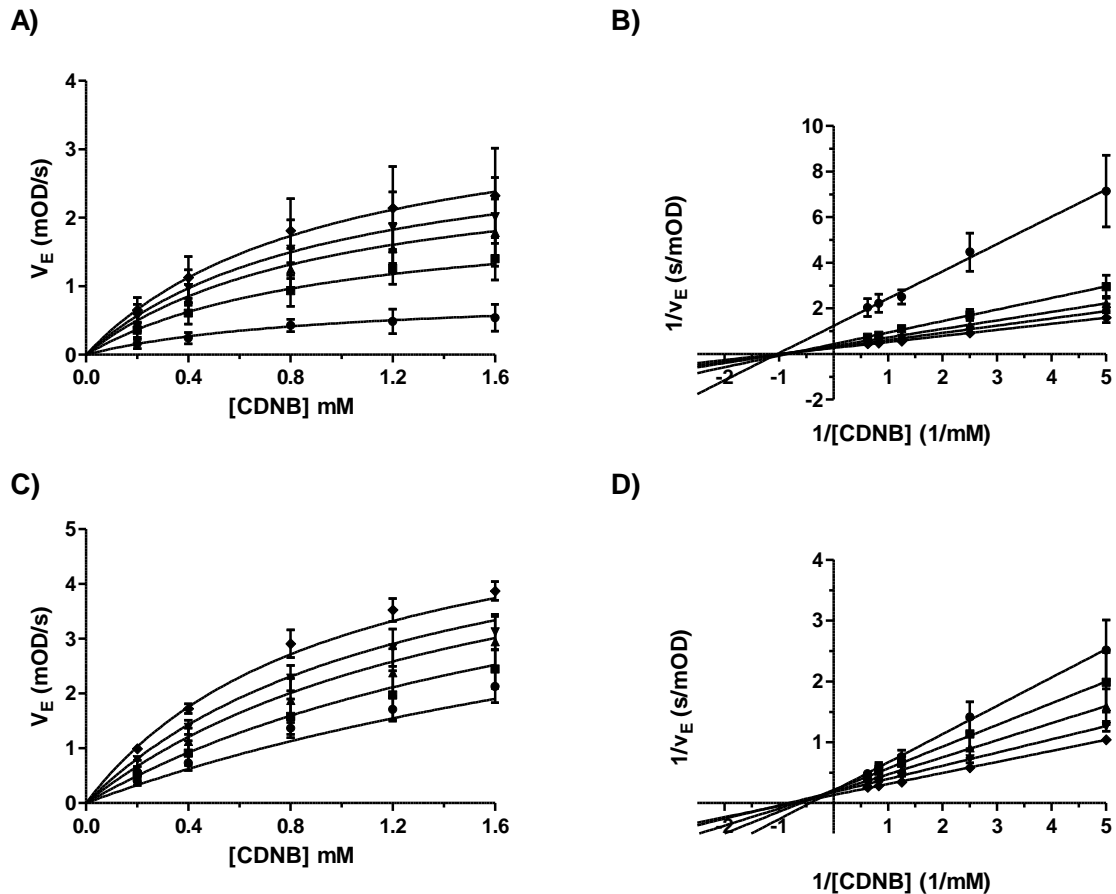 A)
B)
4
3
2
1
0
0.0 0.4 0.8 1.2 1.6
V_E (mOD/s)
[CDNB] mM
10
8
6
4
2
-2
-2 -1 1 2 3 4 5
1/v_E (s/mOD)
1/[CDNB] (1/mM)
C)
D)
5
4
3
2
1
0
0.0 0.4 0.8 1.2 1.6
V_E (mOD/s)
[CDNB] mM
4
3
2
1
-2 -1 1 2 3 4 5
1/v_E (s/mOD)
1/[CDNB] (1/mM)